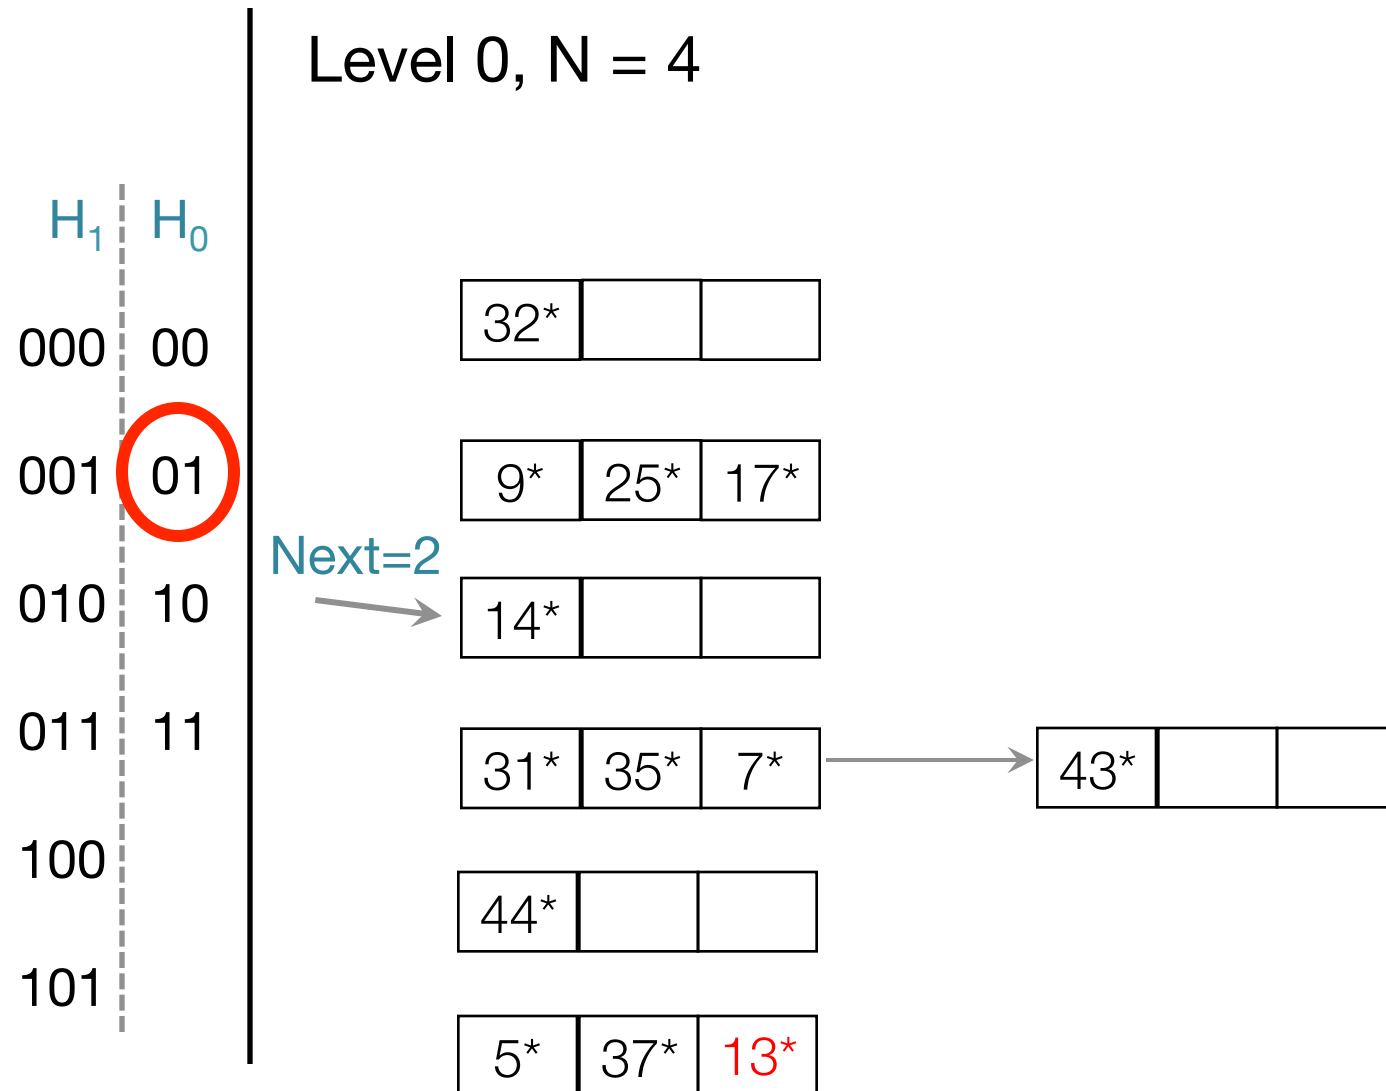 Level 0, N = 4
H₁ H₀
000 00 32*
001 01 9* 25* 17*
Next=2
010 10 14*
011 11 31* 35* 7* 43*
100 44*
101 5* 37* 13*